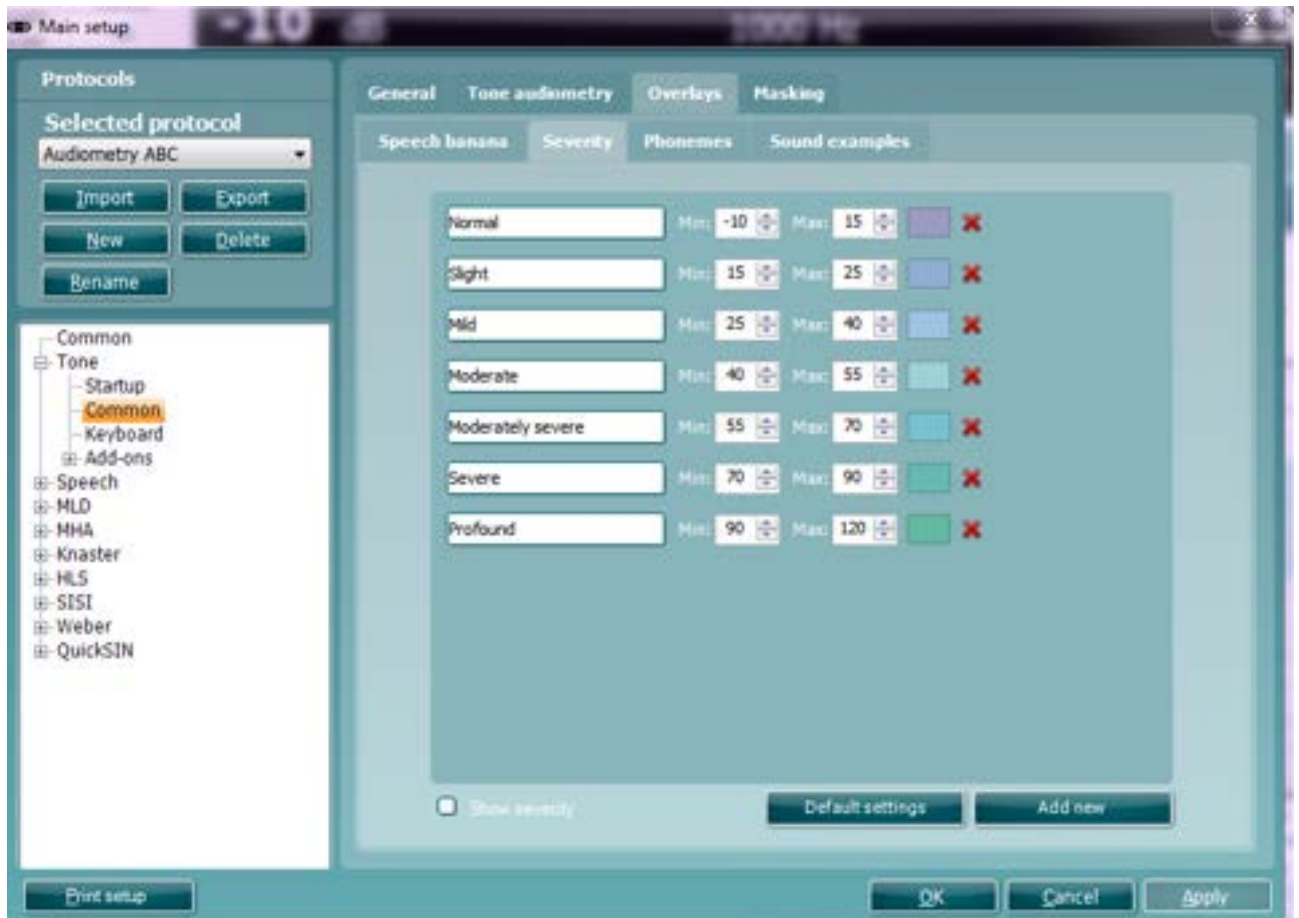 Main setup
-10 dB 1000 Hz
Protocols
Selected protocol
Audiometry ABC
Import Export
New Delete
Rename
Common
Tone
Startup
Common
Keyboard
Add-ons
Speech
MLD
MHA
Knaster
HLS
SISI
Weber
QuickSIN
General Tone audiometry Overlays Masking
Speech banana Severity Phonemes Sound examples
Normal Min: -10 Max: 15
Slight Min: 15 Max: 25
Mild Min: 25 Max: 40
Moderate Min: 40 Max: 55
Moderately severe Min: 55 Max: 70
Severe Min: 70 Max: 90
Profound Min: 90 Max: 120
Show severity Default settings Add new
Print setup OK Cancel Apply